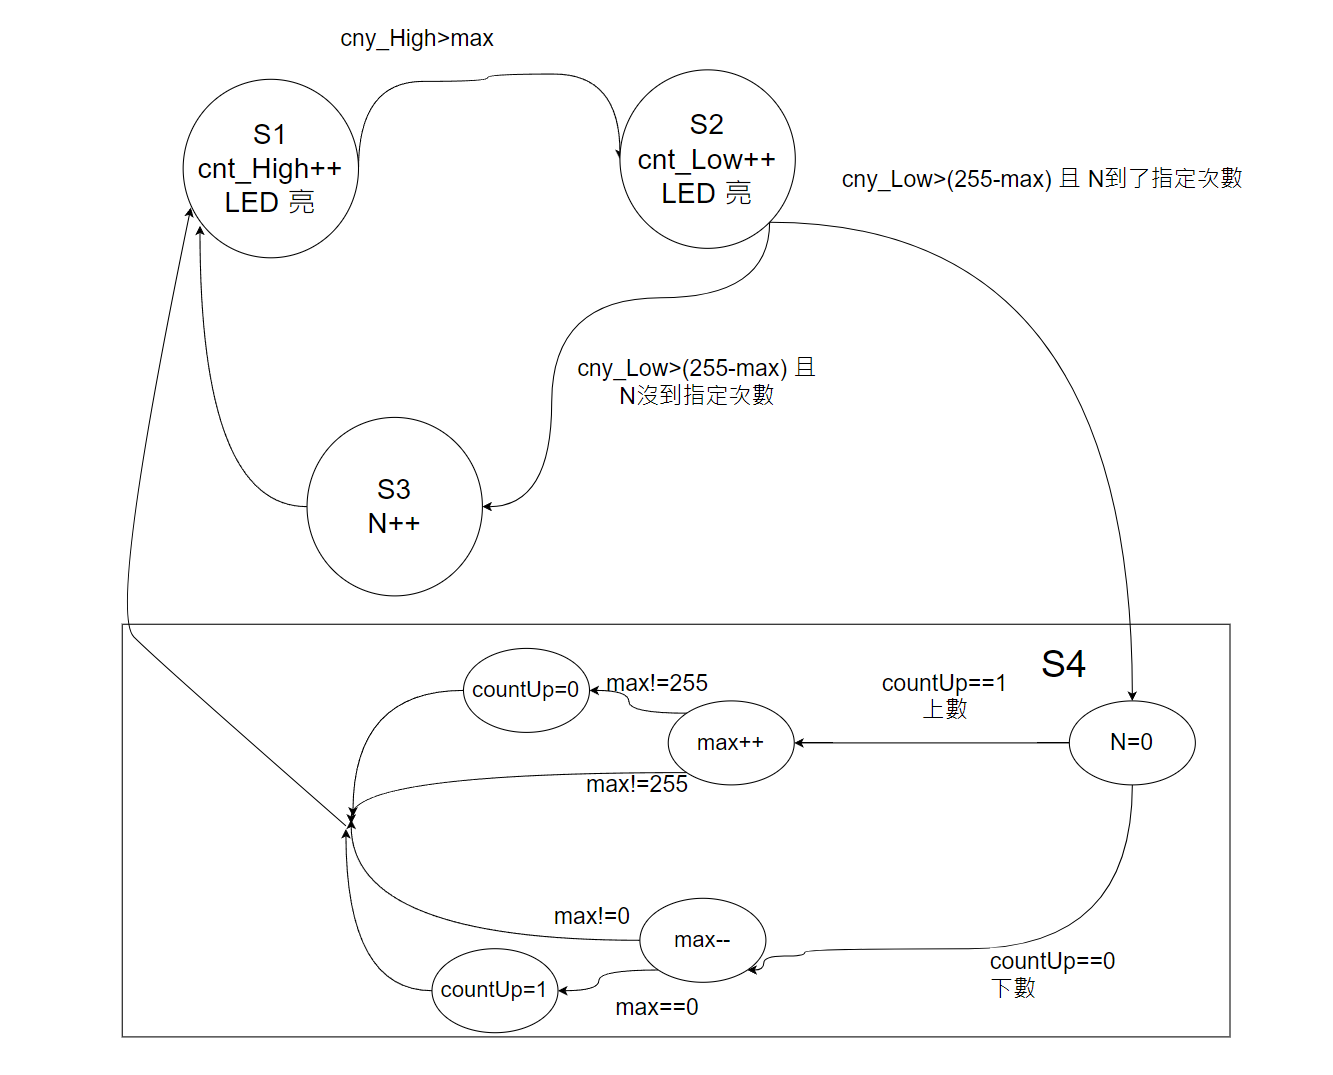 cny_High>max
S1
cnt_High++
LED 亮
S2
cnt_Low++
LED 亮
cny_Low>(255-max) 且 N到了指定次數
cny_Low>(255-max) 且
N沒到指定次數
S3
N++
S4
countUp=0
max!=255
max++
countUp==1
上數
N=0
max!=255
max!=0
max--
countUp==0
下數
countUp=1
max==0